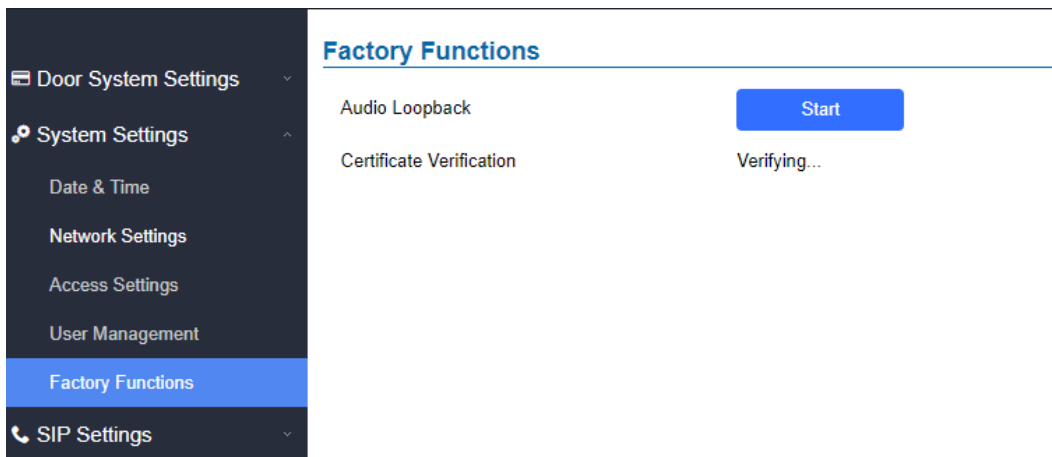 Door System Settings
System Settings
Date & Time
Network Settings
Access Settings
User Management
Factory Functions
SIP Settings
Factory Functions
Audio Loopback
Start
Certificate Verification
Verifying...